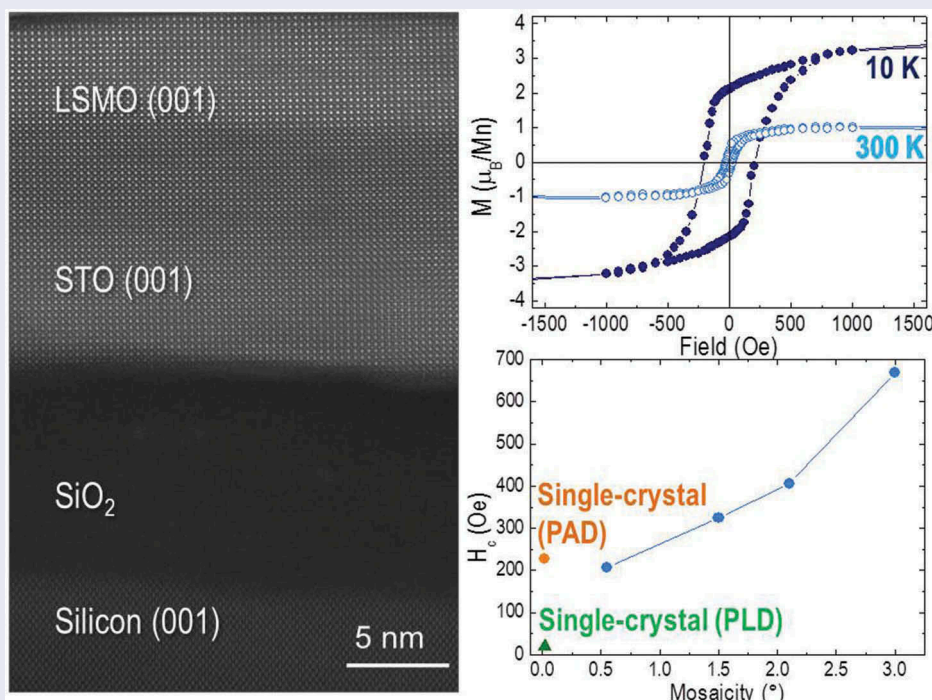 LSMO (001)
STO (001)
SiO₂
Silicon (001)
5 nm
4
3
2
1
0
-1
-2
-3
-4
M (μ_B/Mn)
10 K
300 K
-1500 -1000 -500 0 500 1000 1500
Field (Oe)
700
600
500
400
300
200
100
0
H_c (Oe)
Single-crystal
(PAD)
Single-crystal (PLD)
0.0 0.5 1.0 1.5 2.0 2.5 3.0
Mosaicity (°)